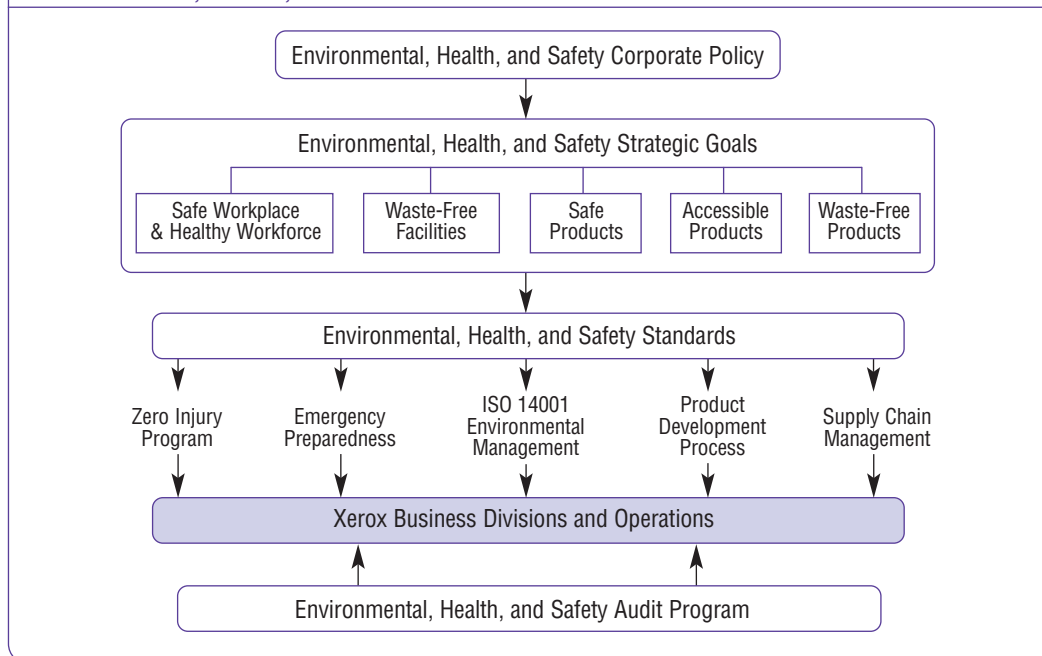 Environmental, Health, and Safety Corporate Policy
Environmental, Health, and Safety Strategic Goals
Safe Workplace
& Healthy Workforce
Waste-Free
Facilities
Safe
Products
Accessible
Products
Waste-Free
Products
Environmental, Health, and Safety Standards
Zero Injury
Program
Emergency
Preparedness
ISO 14001
Environmental
Management
Product
Development
Process
Supply Chain
Management
Xerox Business Divisions and Operations
Environmental, Health, and Safety Audit Program